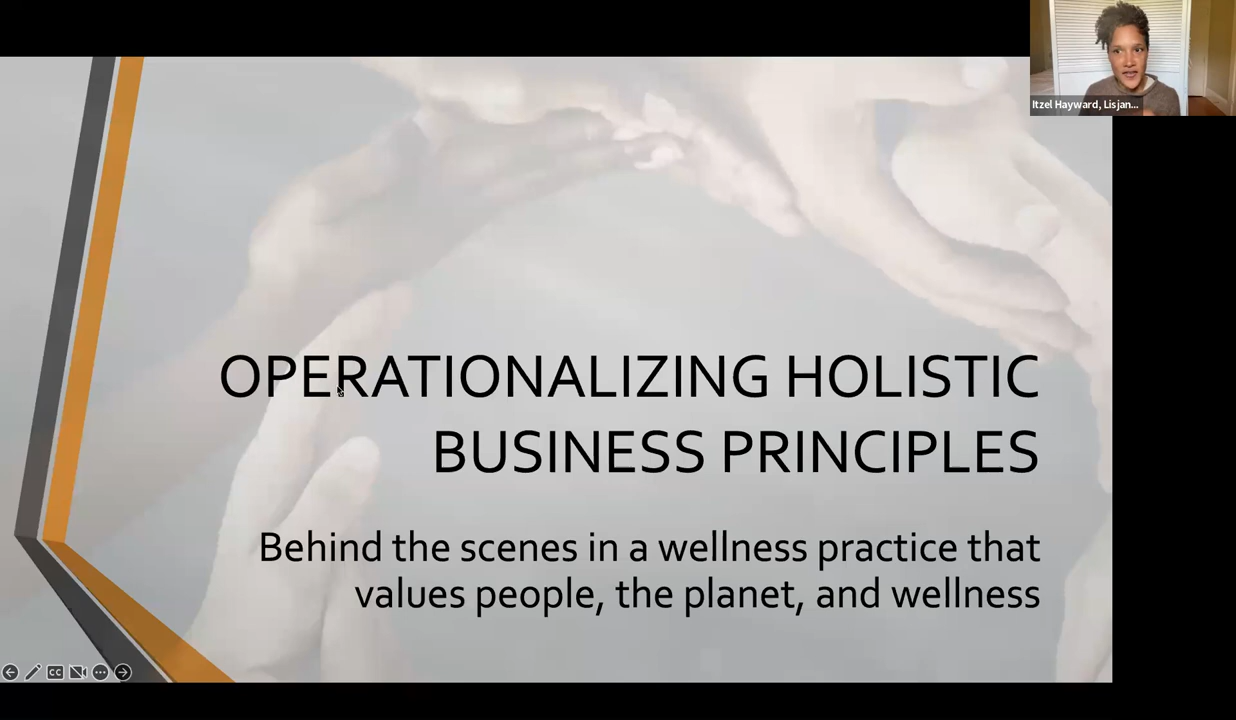 Itzel Hayward, Lisjan...
OPERATIONALIZING HOLISTIC
BUSINESS PRINCIPLES
Behind the scenes in a wellness practice that
values people, the planet, and wellness
CC